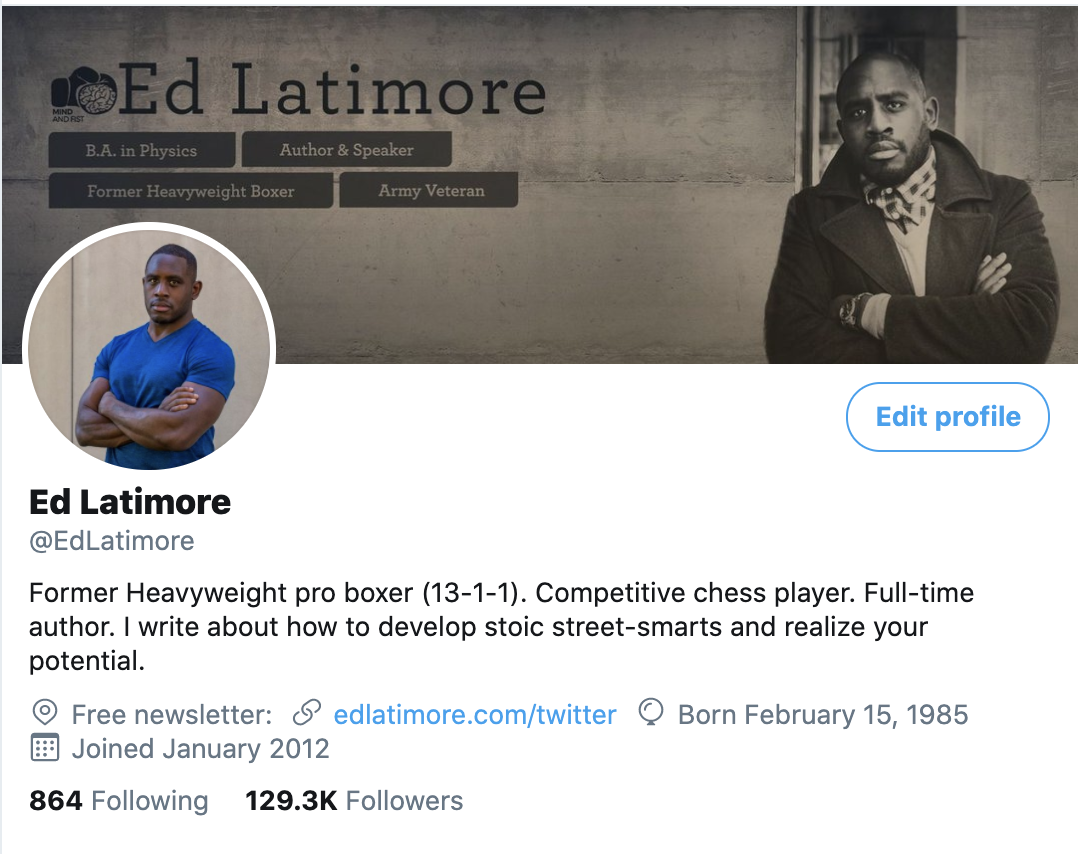 Ed Latimore
MIND
AND FIST
B.A. in Physics
Author & Speaker
Former Heavyweight Boxer
Army Veteran
Edit profile
Ed Latimore
@EdLatimore
Former Heavyweight pro boxer (13-1-1). Competitive chess player. Full-time
author. I write about how to develop stoic street-smarts and realize your
potential.
Free newsletter: edlatimore.com/twitter Born February 15, 1985
Joined January 2012
864 Following 129.3K Followers